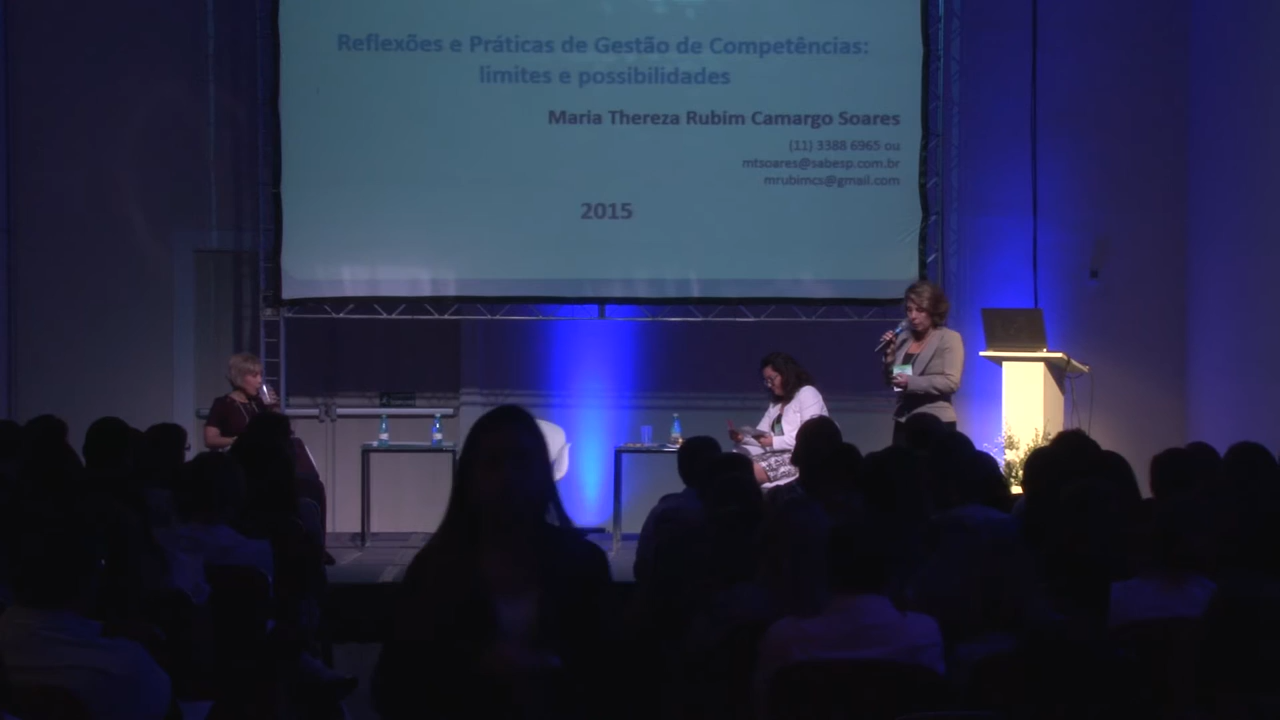 Reflexões e Práticas de Gestão de Competências:
limites e possibilidades
Maria Thereza Rubim Camargo Soares
(11) 3388 6965 ou
mtsoares@sabesp.com.br
mrubimcs@gmail.com
2015